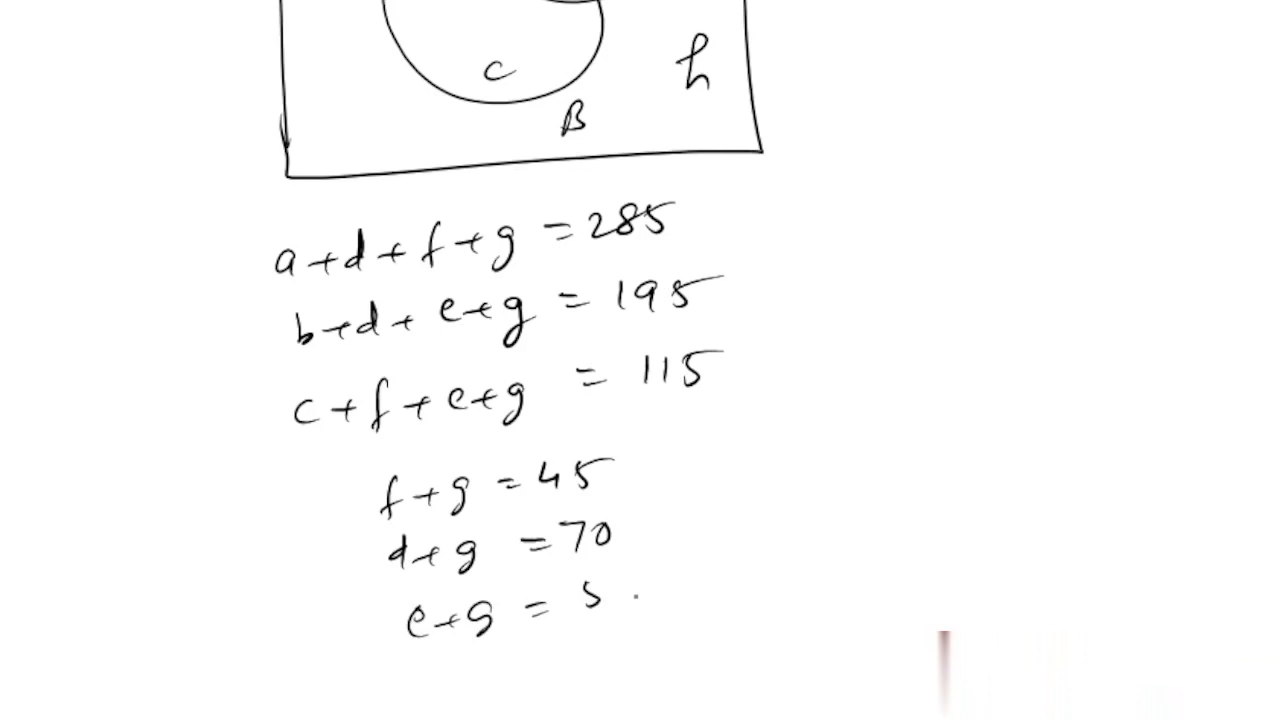 C
h
B
a+d+f+g = 285
b+d+e+g = 195
c+f+e+g = 115
f+g = 45
d+g = 70
e+g = 5